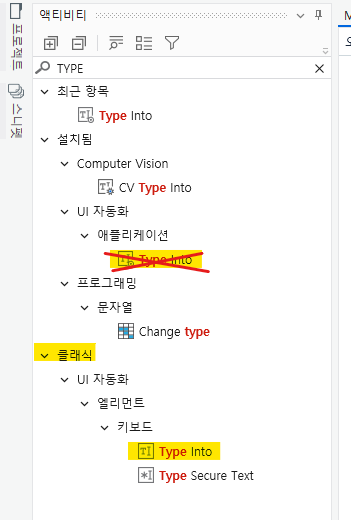 액티비티
프로젝트
스니펫
TYPE
최근 항목
Type Into
설치됨
Computer Vision
CV Type Into
UI 자동화
애플리케이션
Type Into
프로그래밍
문자열
Change type
클래식
UI 자동화
엘리먼트
키보드
Type Into
Type Secure Text